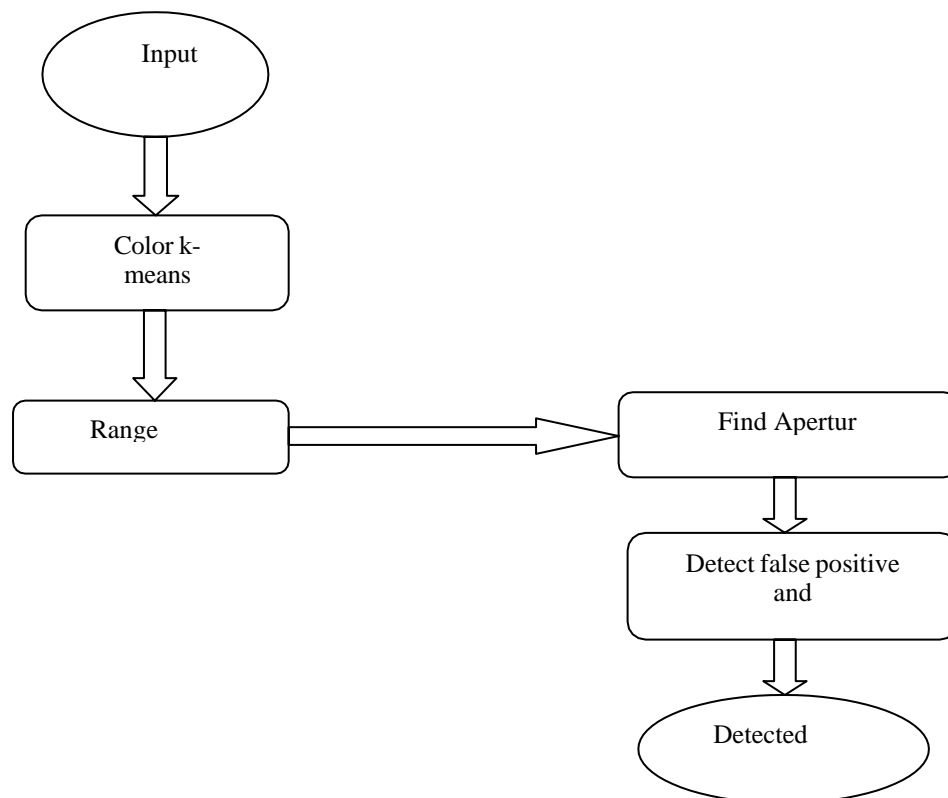 Input
Color k-
means
Range
Find Apertur
Detect false positive
and
Detected